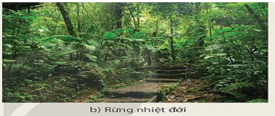 b) Rừng nhiệt đới